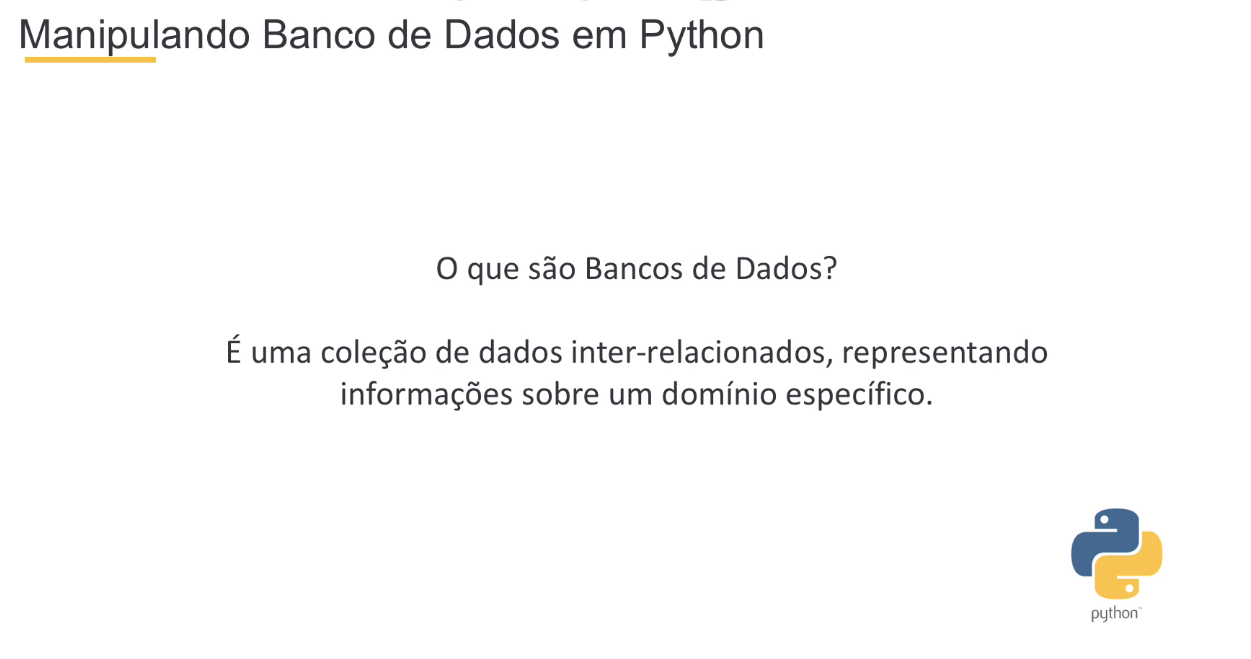 Manipulando Banco de Dados em Python
O que são Bancos de Dados?
É uma coleção de dados inter-relacionados, representando
informações sobre um domínio específico.
python